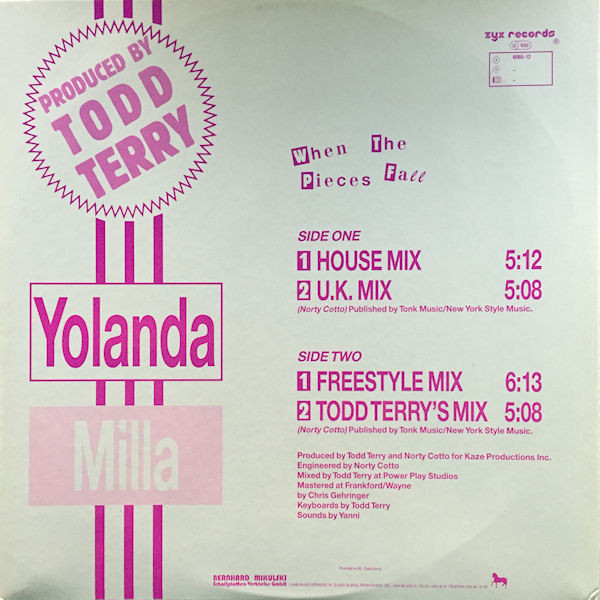 PRODUCED BY
TODD
TERRY
zyx records
6065-12
When The
Pieces Fall
SIDE ONE
1 HOUSE MIX 5:12
2 U.K. MIX 5:08
(Norty Cotto) Published by Tonk Music/New York Style Music.
Yolanda
Milla
SIDE TWO
1 FREESTYLE MIX 6:13
2 TODD TERRY'S MIX 5:08
(Norty Cotto) Published by Tonk Music/New York Style Music.
Produced by Todd Terry and Norty Cotto for Kaze Productions Inc.
Engineered by Norty Cotto
Mixed by Todd Terry at Power Play Studios
Mastered at Frankford/Wayne
by Chris Gehringer
Keyboards by Todd Terry
Sounds by Yanni
Printed in W.-Germany
BERNHARD MIKULSKI
Schallplatten Vertriebs-GmbH